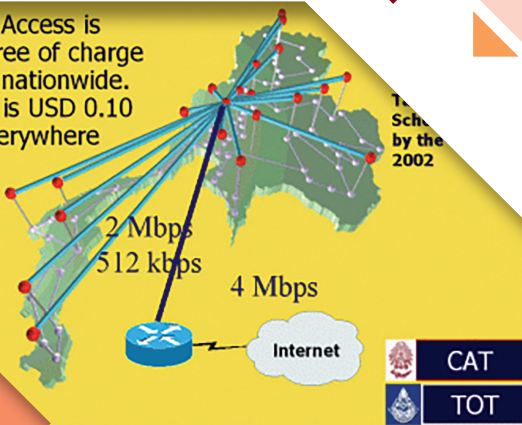 Access is
ree of charge
nationwide.
is USD 0.10
erywhere
by the
2002
2 Mbps
512 kbps
4 Mbps
Internet
CAT
TOT